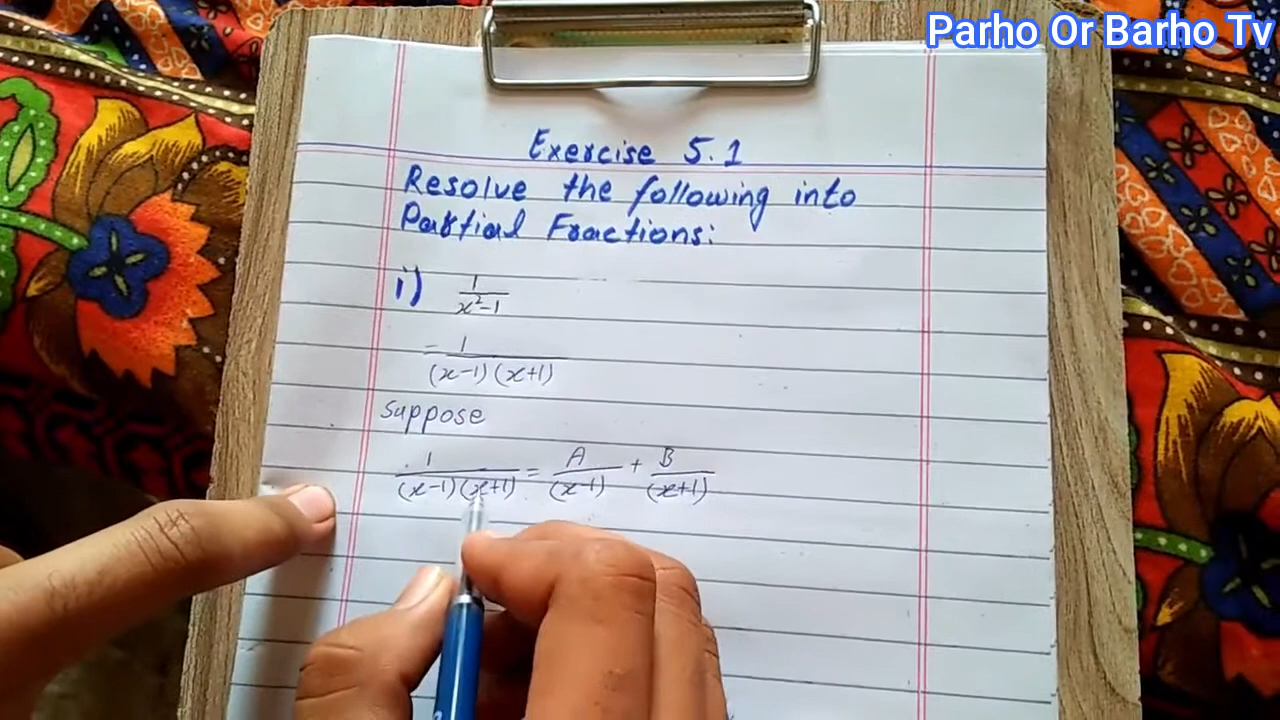 Parho Or Barho Tv
Exercise 5.1
Resolve the following into
Partial Fractions:
i) 1/(x²-1)
= 1/((x-1)(x+1))
suppose
1/((x-1)(x+1)) = A/(x-1) + B/(x+1)